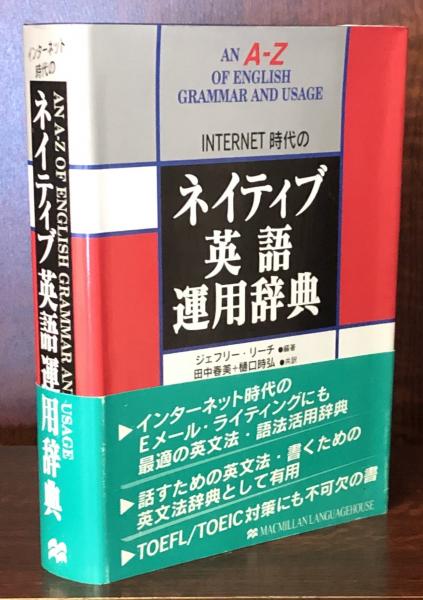 インターネット
時代の
ネイティブ英語運用辞典
AN A-Z OF ENGLISH GRAMMAR AND USAGE
AN A-Z
OF ENGLISH
GRAMMAR AND USAGE
INTERNET 時代の
ネイティブ
英語
運用辞典
ジェフリー・リーチ●編著
田中春美+樋口時弘●共訳
▶インターネット時代の
Eメール・ライティングにも
最適の英文法・語法活用辞典
▶話すための英文法・書くための
英文法辞典として有用
▶TOEFL/TOEIC対策にも不可欠の書
MACMILLAN LANGUAGEHOUSE